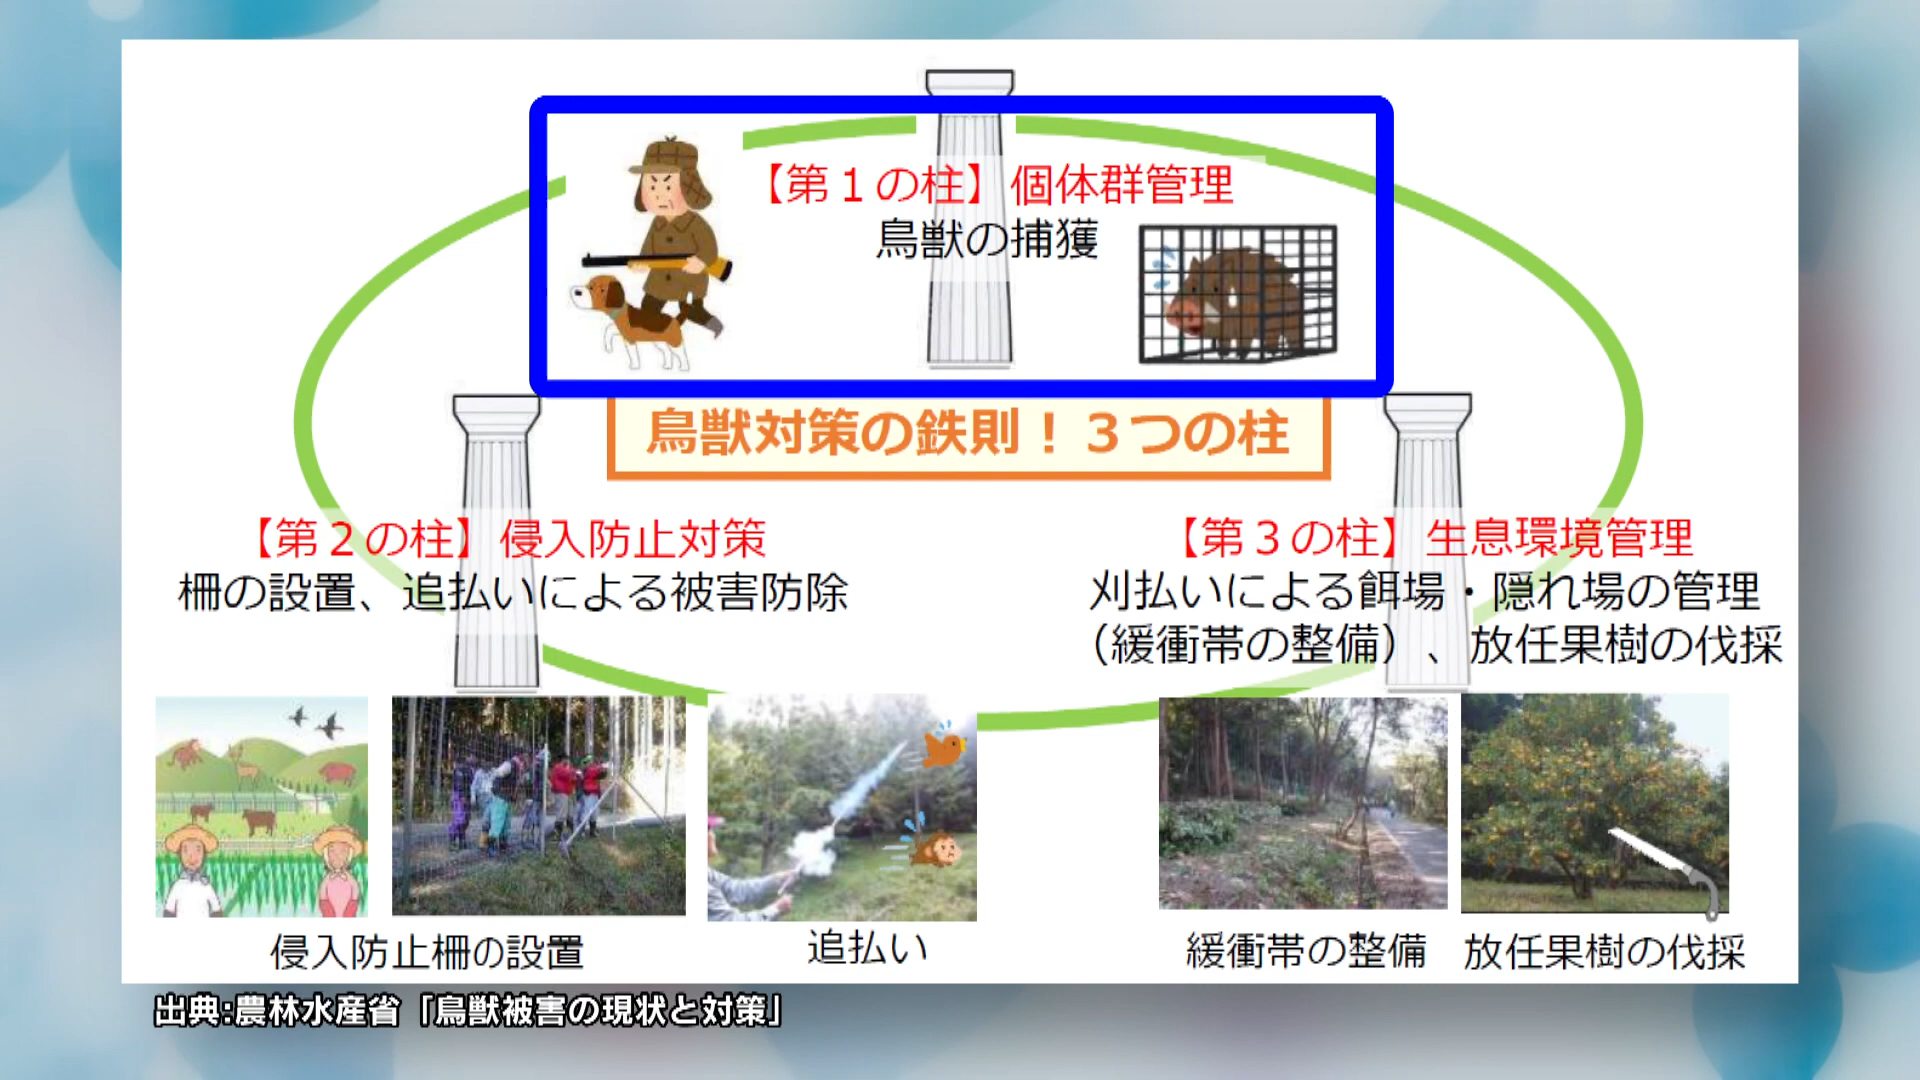 【第１の柱】個体群管理
鳥獣の捕獲
鳥獣対策の鉄則！３つの柱
【第２の柱】侵入防止対策
柵の設置、追払いによる被害防除
【第３の柱】生息環境管理
刈払いによる餌場・隠れ場の管理
（緩衝帯の整備）、放任果樹の伐採
侵入防止柵の設置
追払い
緩衝帯の整備
放任果樹の伐採
出典:農林水産省「鳥獣被害の現状と対策」